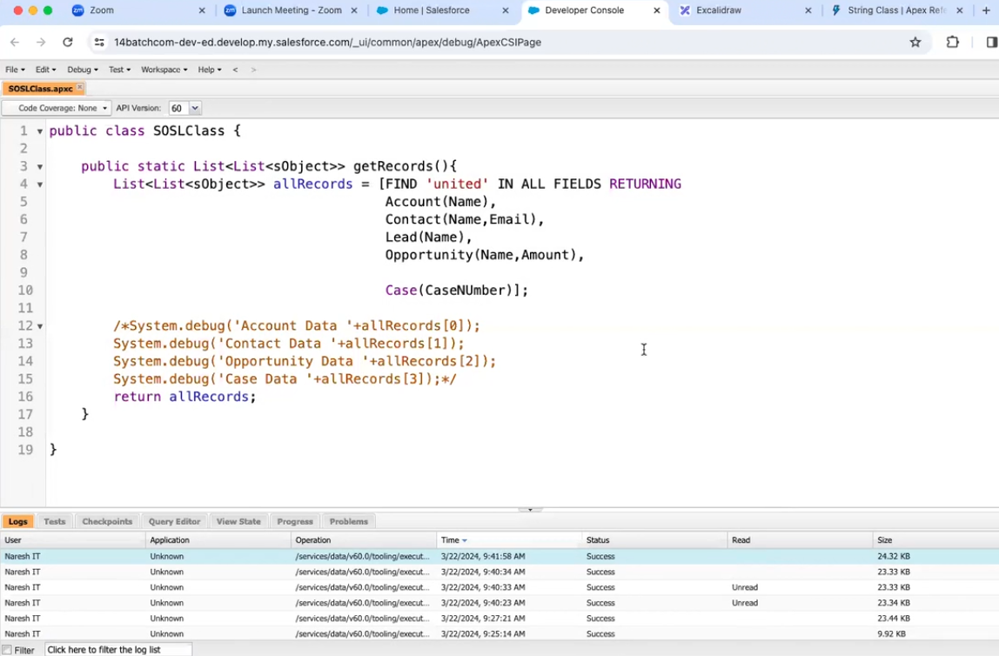 Zoom
Launch Meeting - Zoom
Home | Salesforce
Developer Console
Excalidraw
String Class | Apex Refe
14batchcom-dev-ed.develop.my.salesforce.com/_ui/common/apex/debug/ApexCSIPage
File Edit Debug Test Workspace Help < >
SOSLClass.apxc
Code Coverage: None API Version: 60
1 public class SOSLClass {
2
3 public static List<List<sObject>> getRecords(){
4 List<List<sObject>> allRecords = [FIND 'united' IN ALL FIELDS RETURNING
5 Account(Name),
6 Contact(Name,Email),
7 Lead(Name),
8 Opportunity(Name,Amount),
9
10 Case(CaseNUmber)];
11
12 /*System.debug('Account Data '+allRecords[0]);
13 System.debug('Contact Data '+allRecords[1]);
14 System.debug('Opportunity Data '+allRecords[2]);
15 System.debug('Case Data '+allRecords[3]);*/
16 return allRecords;
17 }
18
19 }
Logs Tests Checkpoints Query Editor View State Progress Problems
User Application Operation Time Status Read Size
Naresh IT Unknown /services/data/v60.0/tooling/execut... 3/22/2024, 9:41:58 AM Success 24.32 KB
Naresh IT Unknown /services/data/v60.0/tooling/execut... 3/22/2024, 9:40:34 AM Success 23.33 KB
Naresh IT Unknown /services/data/v60.0/tooling/execut... 3/22/2024, 9:40:33 AM Success Unread 23.33 KB
Naresh IT Unknown /services/data/v60.0/tooling/execut... 3/22/2024, 9:40:23 AM Success Unread 23.34 KB
Naresh IT Unknown /services/data/v60.0/tooling/execut... 3/22/2024, 9:27:21 AM Success 23.44 KB
Naresh IT Unknown /services/data/v60.0/tooling/execut... 3/22/2024, 9:25:14 AM Success 9.92 KB
Filter Click here to filter the log list